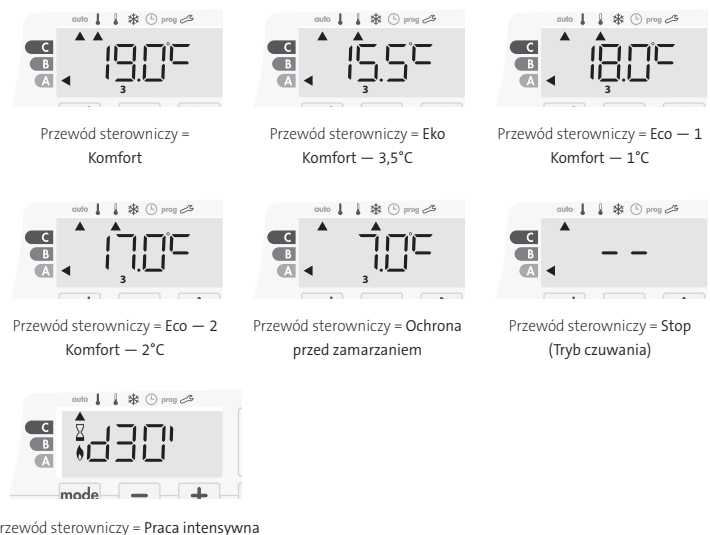 auto prog
C
B
A
19.0°C
3
Przewód sterowniczy =
Komfort
auto prog
C
B
A
15.5°C
3
Przewód sterowniczy = Eko
Komfort — 3,5°C
auto prog
C
B
A
18.0°C
3
Przewód sterowniczy = Eco — 1
Komfort — 1°C
auto prog
C
B
A
17.0°C
3
Przewód sterowniczy = Eco — 2
Komfort — 2°C
auto prog
C
B
A
7.0°C
3
Przewód sterowniczy = Ochrona
przed zamarzaniem
auto prog
C
B
A
– –
Przewód sterowniczy = Stop
(Tryb czuwania)
auto prog
C
B
A
d30'
mode – +
rzewód sterowniczy = Praca intensywna